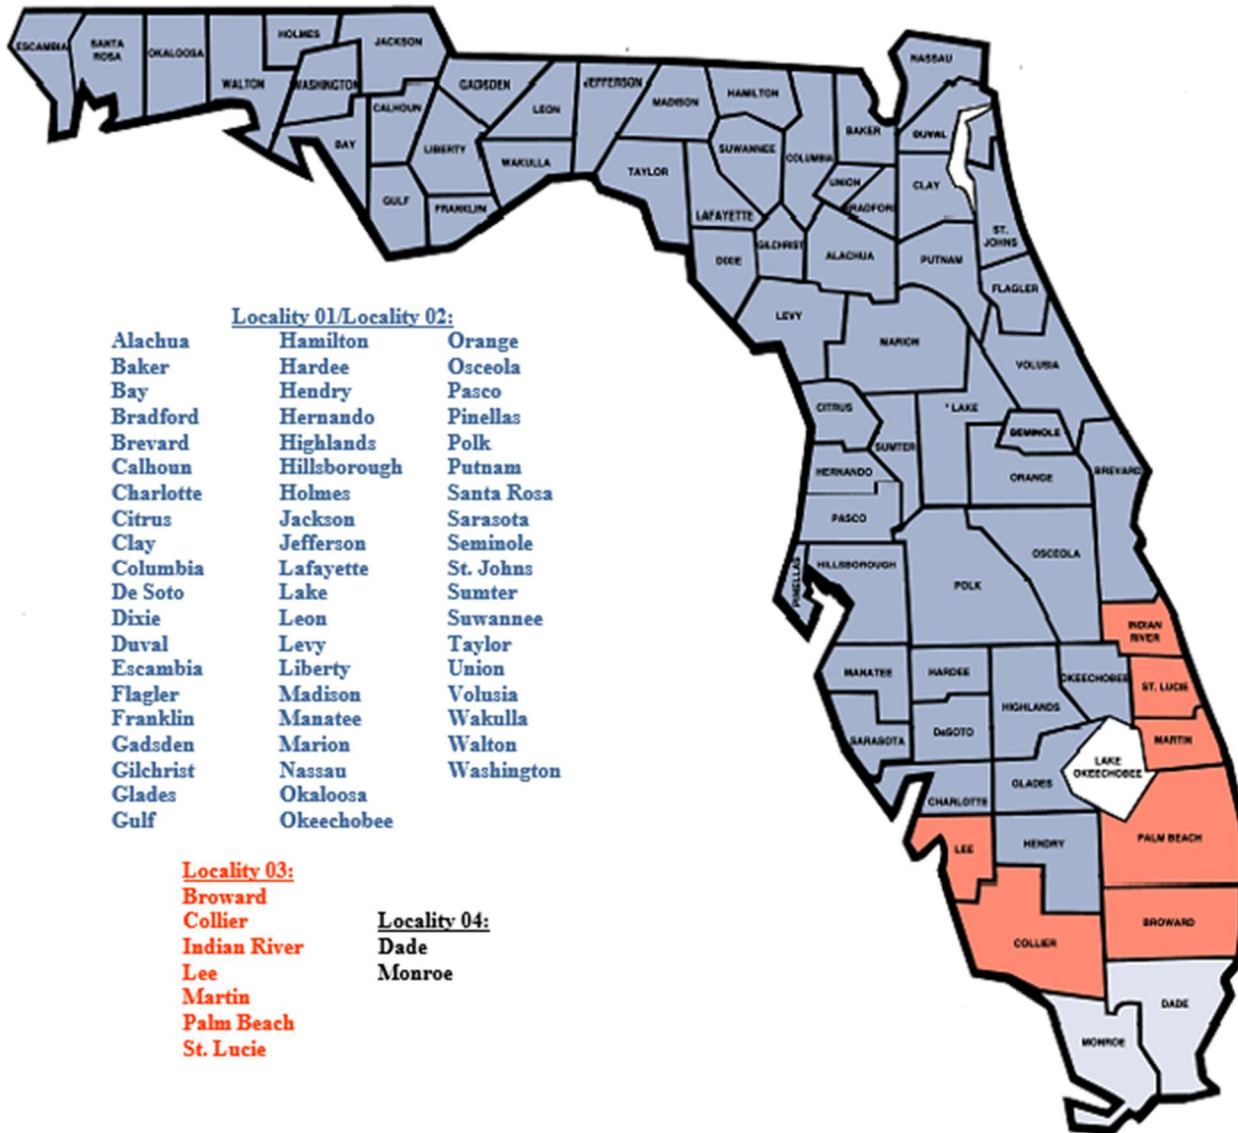 HOLMES
JACKSON
ESCAMBIA
SANTA
ROSA
OKALOOSA
WALTON
WASHINGTON
BAY
CALHOUN
GULF
GADSDEN
LIBERTY
FRANKLIN
LEON
WAKULLA
JEFFERSON
MADISON
TAYLOR
HAMILTON
SUWANNEE
LAFAYETTE
DIXIE
COLUMBIA
GILCHRIST
BAKER
UNION
RADFOR
ALACHUA
NASSAU
DUVAL
CLAY
ST.
JOHNS
PUTNAM
FLAGLER
LEVY
MARION
VOLUSIA
CITRUS
SUMTER
LAKE
SEMINOLE
HERNANDO
ORANGE
BREVARD
PASCO
OSCEOLA
PINELLAS
HILLSBOROUGH
POLK
INDIAN
RIVER
MANATEE
HARDEE
HIGHLANDS
OKEECHOBEE
ST. LUCIE
SARASOTA
DeSOTO
MARTIN
LAKE
OKEECHOBEE
CHARLOTTE
GLADES
LEE
HENDRY
PALM BEACH
COLLIER
BROWARD
DADE
MONROE
Locality 01/Locality 02:
Alachua Hamilton Orange
Baker Hardee Osceola
Bay Hendry Pasco
Bradford Hernando Pinellas
Brevard Highlands Polk
Calhoun Hillsborough Putnam
Charlotte Holmes Santa Rosa
Citrus Jackson Sarasota
Clay Jefferson Seminole
Columbia Lafayette St. Johns
De Soto Lake Sumter
Dixie Leon Suwannee
Duval Levy Taylor
Escambia Liberty Union
Flagler Madison Volusia
Franklin Manatee Wakulla
Gadsden Marion Walton
Gilchrist Nassau Washington
Glades Okaloosa
Gulf Okeechobee
Locality 03:
Broward
Collier
Indian River
Lee
Martin
Palm Beach
St. Lucie
Locality 04:
Dade
Monroe